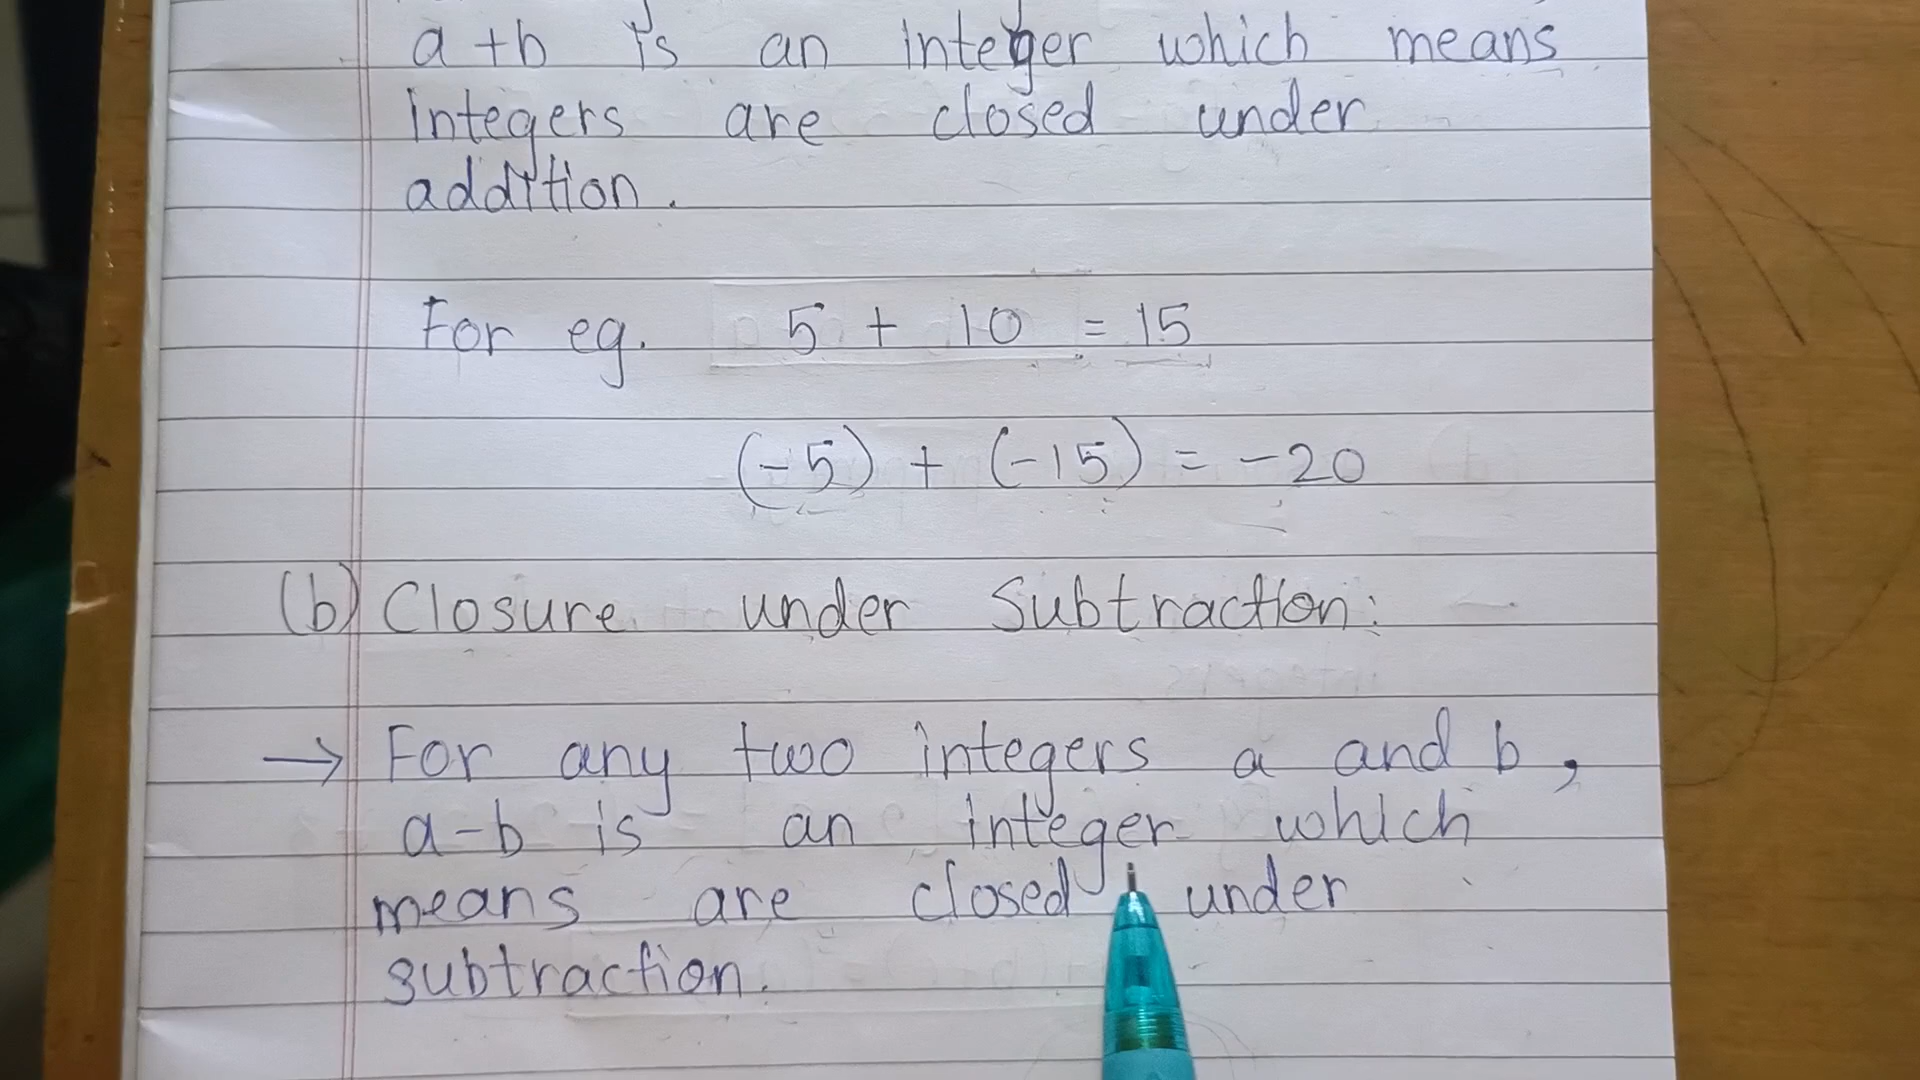 a+b is an integer which means
integers are closed under
addition.
For eg. 5 + 10 = 15
(-5) + (-15) = -20
(b) Closure under Subtraction:
→ For any two integers a and b,
a-b is an integer which
means are closed under
subtraction.